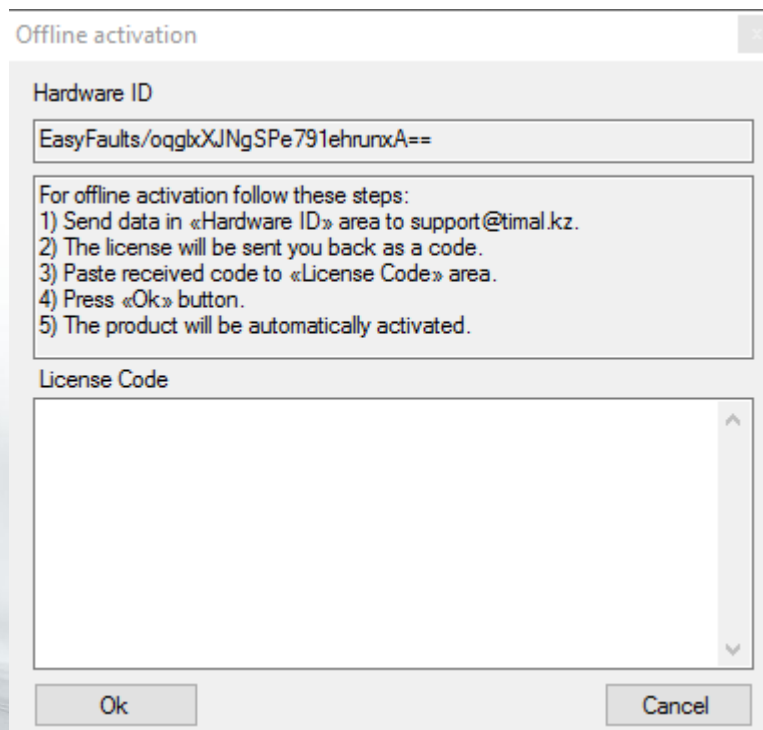 Offline activation
Hardware ID
EasyFaults/oqglxXJNgSPe791ehrunxA==
For offline activation follow these steps:
1) Send data in «Hardware ID» area to support@timal.kz.
2) The license will be sent you back as a code.
3) Paste received code to «License Code» area.
4) Press «Ok» button.
5) The product will be automatically activated.
License Code
Ok
Cancel